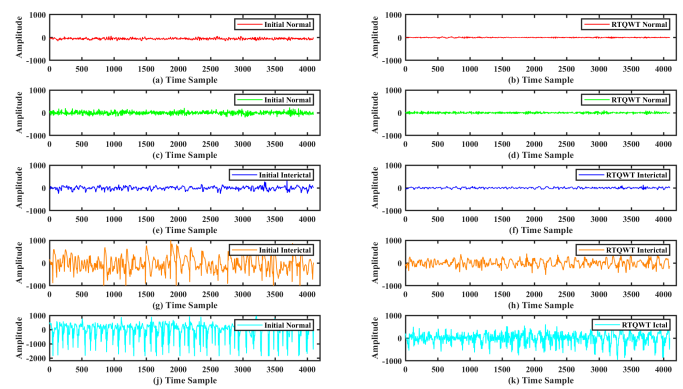 1000
0
-1000
Amplitude
Initial Normal
0 500 1000 1500 2000 2500 3000 3500 4000
(a) Time Sample
1000
0
-1000
Amplitude
RTQWT Normal
0 500 1000 1500 2000 2500 3000 3500 4000
(b) Time Sample
1000
0
-1000
Amplitude
Initial Normal
0 500 1000 1500 2000 2500 3000 3500 4000
(c) Time Sample
1000
0
-1000
Amplitude
RTQWT Normal
0 500 1000 1500 2000 2500 3000 3500 4000
(d) Time Sample
1000
0
-1000
Amplitude
Initial Interictal
0 500 1000 1500 2000 2500 3000 3500 4000
(e) Time Sample
1000
0
-1000
Amplitude
RTQWT Interictal
0 500 1000 1500 2000 2500 3000 3500 4000
(f) Time Sample
1000
0
-1000
Amplitude
Initial Interictal
0 500 1000 1500 2000 2500 3000 3500 4000
(g) Time Sample
1000
0
-1000
Amplitude
RTQWT Interictal
0 500 1000 1500 2000 2500 3000 3500 4000
(h) Time Sample
1000
0
-1000
-2000
Amplitude
Initial Normal
0 500 1000 1500 2000 2500 3000 3500 4000
(j) Time Sample
1000
0
-1000
Amplitude
RTQWT Ictal
0 500 1000 1500 2000 2500 3000 3500 4000
(k) Time Sample